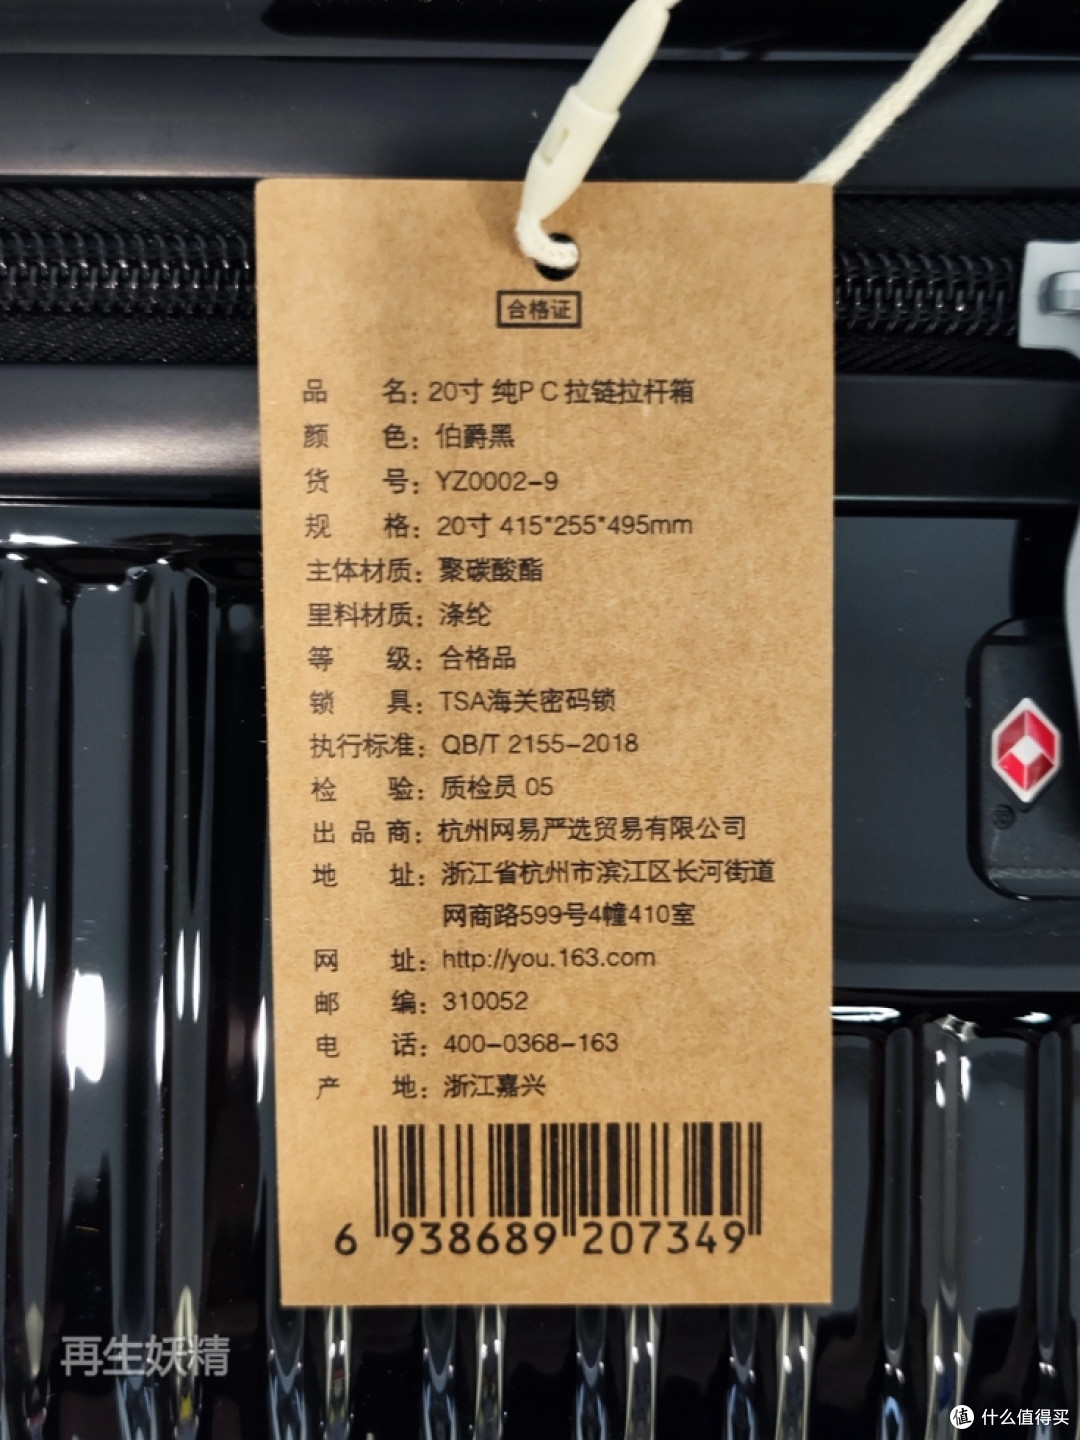 合格证
品 名：20寸 纯PC 拉链拉杆箱
颜 色：伯爵黑
货 号：YZ0002-9
规 格：20寸 415*255*495mm
主体材质：聚碳酸酯
里料材质：涤纶
等 级：合格品
锁 具：TSA海关密码锁
执行标准：QB/T 2155-2018
检 验：质检员 05
出 品 商：杭州网易严选贸易有限公司
地 址：浙江省杭州市滨江区长河街道
网商路599号4幢410室
网 址：http://you.163.com
邮 编：310052
电 话：400-0368-163
产 地：浙江嘉兴
6 938689 207349
再生妖精
值 什么值得买